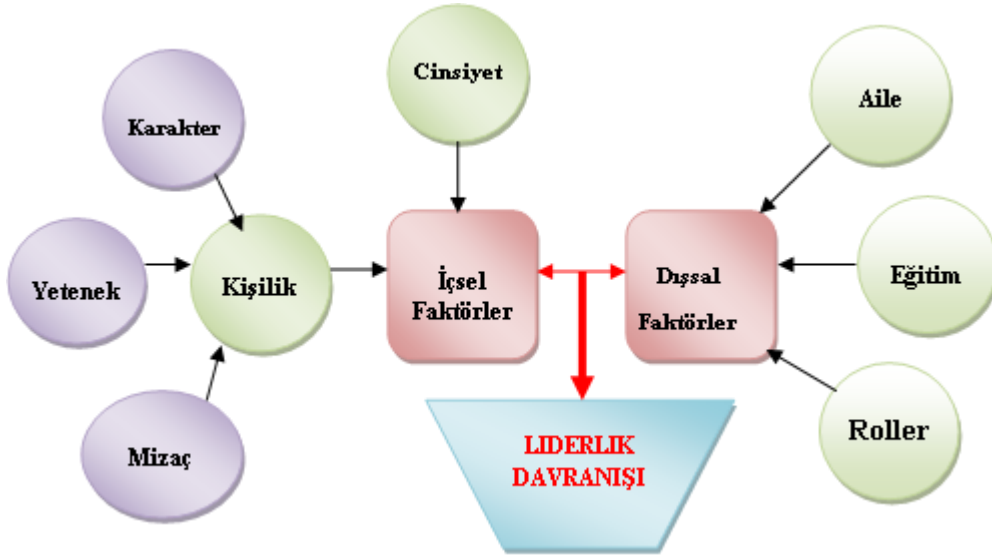 Cinsiyet
Aile
Karakter
Yetenek
Kişilik
İçsel
Faktörler
Dışsal
Faktörler
Eğitim
Mizaç
LIDERLIK
DAVRANIŞI
Roller